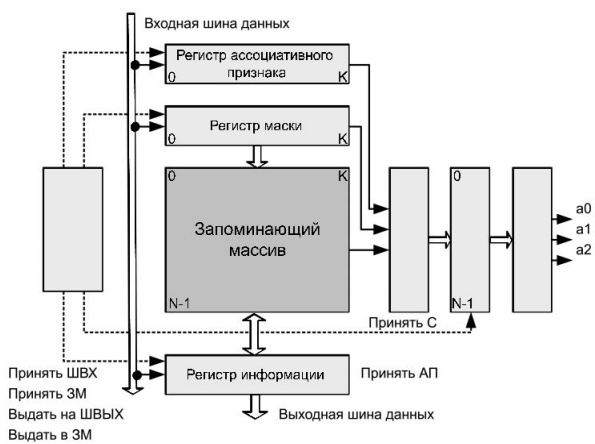 Входная шина данных
Регистр ассоциативного
признака
0 K
Регистр маски
0 K
0 K
Запоминающий
массив
N-1
0
N-1
a0
a1
a2
Принять С
Принять ШВХ
Принять ЗМ
Выдать на ШВЫХ
Выдать в ЗМ
Регистр информации
Принять АП
Выходная шина данных